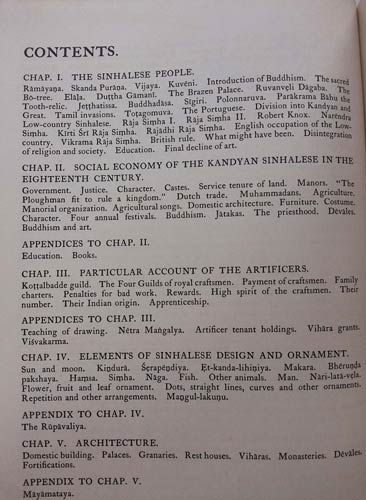 CONTENTS.
CHAP. I. THE SINHALESE PEOPLE.
Rāmāyaṇa. Skanda Purāṇa. Vijaya. Kuvēṇi. Introduction of Buddhism. The sacred
Bō-tree. Elāḷa. Duṭṭha Gāmaṇī. The Brazen Palace. Ruvanveḷi Dāgaba. The
Tooth-relic. Jeṭṭhatissa. Buddhadāsa. Sīgiri. Polonnaruva. Parākrama Bāhu the
Great. Tamil invasions. Toṭagamuva. The Portuguese. Division into Kandyan and
Low-country Sinhalese. Rāja Siṃha I. Rāja Siṃha II. Robert Knox. Narēndra
Siṃha. Kīrti Śrī Rāja Siṃha. Rājādhi Rāja Siṃha. English occupation of the Low-
country. Vikrama Rāja Siṃha. British rule. What might have been. Disintegration
of religion and society. Education. Final decline of art.
CHAP. II. SOCIAL ECONOMY OF THE KANDYAN SINHALESE IN THE
EIGHTEENTH CENTURY.
Government. Justice. Character. Castes. Service tenure of land. Manors. "The
Ploughman fit to rule a kingdom." Dutch trade. Muhammadans. Agriculture.
Manorial organization. Agricultural songs. Domestic architecture. Furniture. Costume.
Character. Four annual festivals. Buddhism. Jātakas. The priesthood. Dēvāles.
Buddhism and art.
APPENDICES TO CHAP. II.
Education. Books.
CHAP. III. PARTICULAR ACCOUNT OF THE ARTIFICERS.
Koṭṭalbadde guild. The Four Guilds of royal craftsmen. Payment of craftsmen. Family
charters. Penalties for bad work. Rewards. High spirit of the craftsmen. Their
number. Their Indian origin. Apprenticeship.
APPENDICES TO CHAP. III.
Teaching of drawing. Nētra Maṅgalya. Artificer tenant holdings. Vihāra grants.
Viśvakarma.
CHAP. IV. ELEMENTS OF SINHALESE DESIGN AND ORNAMENT.
Sun and moon. Kindurā. Śerapēṇdiya. Eṭ-kanda-lihiṇiya. Makara. Bhēruṇḍa
pakshaya. Haṃsa. Siṃha. Nāga. Fish. Other animals. Man. Nāri-latā-vela.
Flower, fruit and leaf ornament. Dots, straight lines, curves and other ornaments.
Repetition and other arrangements. Maṅgul-lakuṇu.
APPENDIX TO CHAP. IV.
The Rūpāvaliya.
CHAP. V. ARCHITECTURE.
Domestic building. Palaces. Granaries. Rest houses. Vihāras. Monasteries. Dēvāles.
Fortifications.
APPENDIX TO CHAP. V.
Māyāmataya.